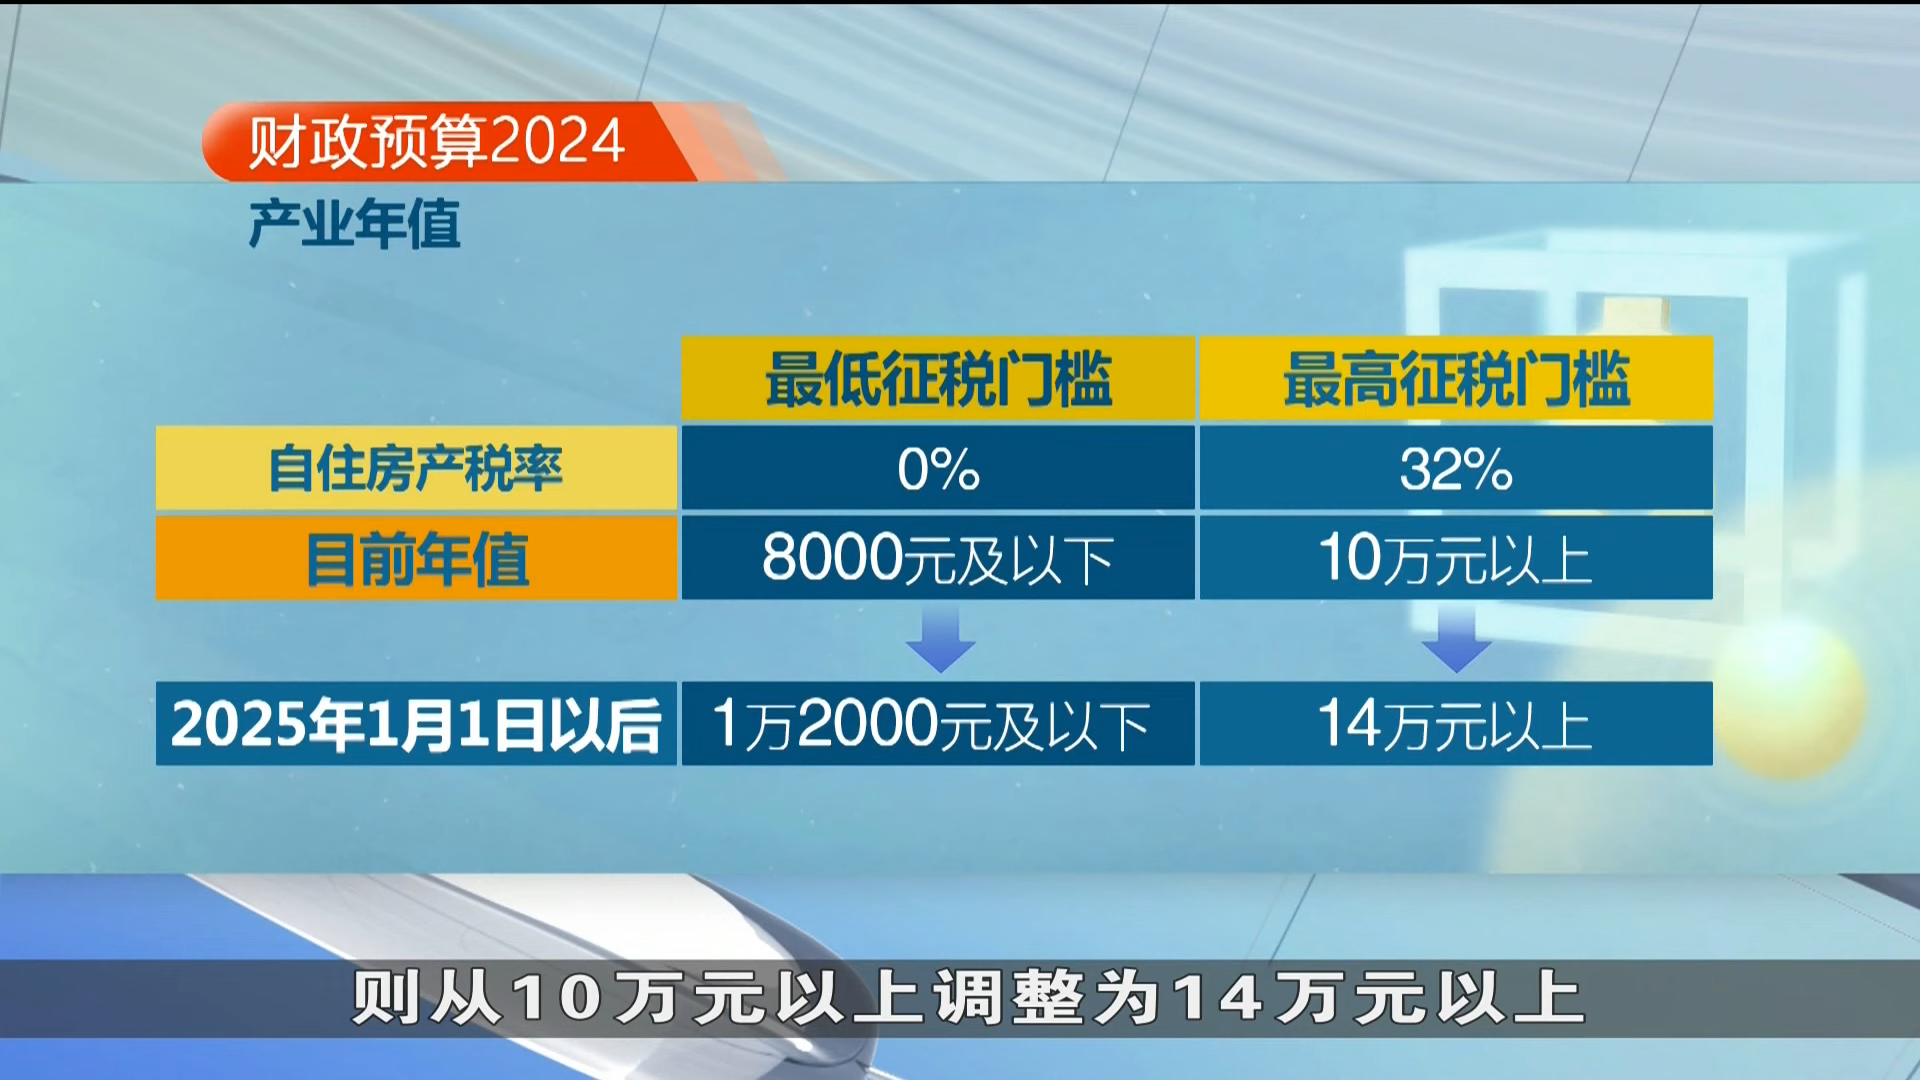 财政预算2024
产业年值
最低征税门槛 最高征税门槛
自住房产税率 0% 32%
目前年值 8000元及以下 10万元以上
2025年1月1日以后 1万2000元及以下 14万元以上
则从10万元以上调整为14万元以上